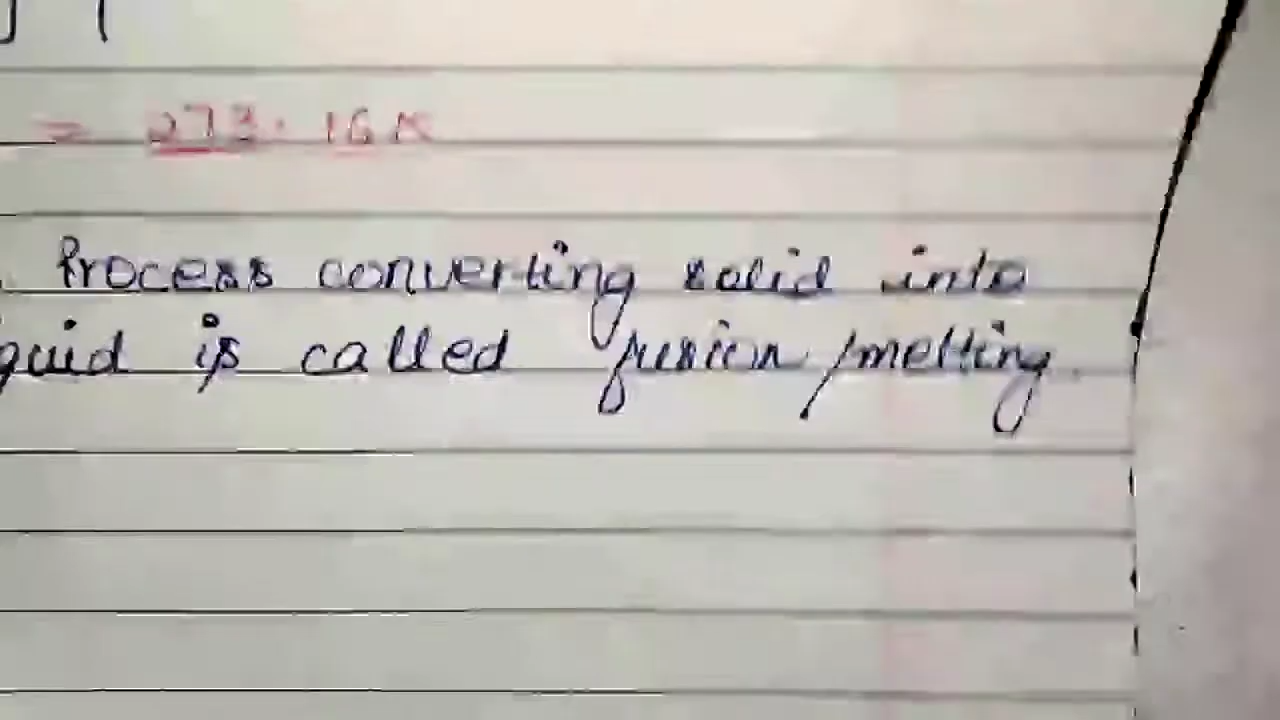 = 273.16K
Process converting solid into
quid is called fusion/melting